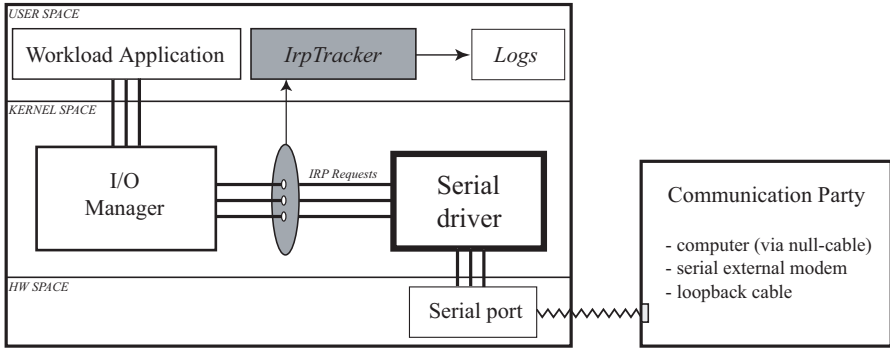 USER SPACE
Workload Application
IrpTracker
Logs
KERNEL SPACE
I/O
Manager
IRP Requests
Serial
driver
HW SPACE
Serial port
Communication Party
- computer (via null-cable)
- serial external modem
- loopback cable